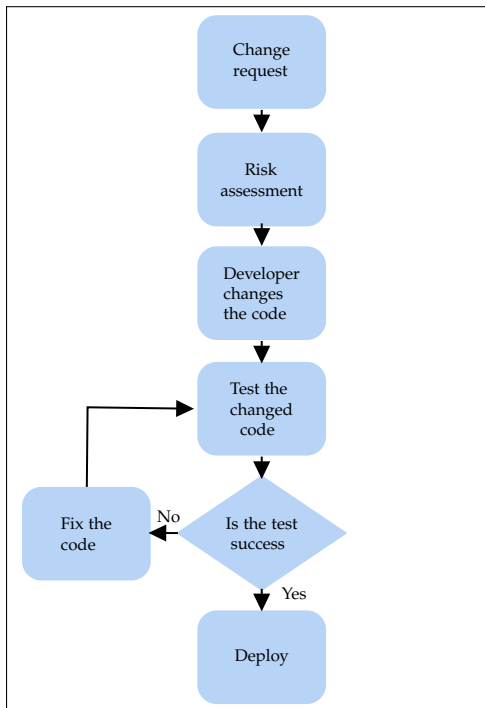 Change
request
Risk
assessment
Developer
changes
the code
Test the
changed
code
Is the test
success
No
Fix the
code
Yes
Deploy